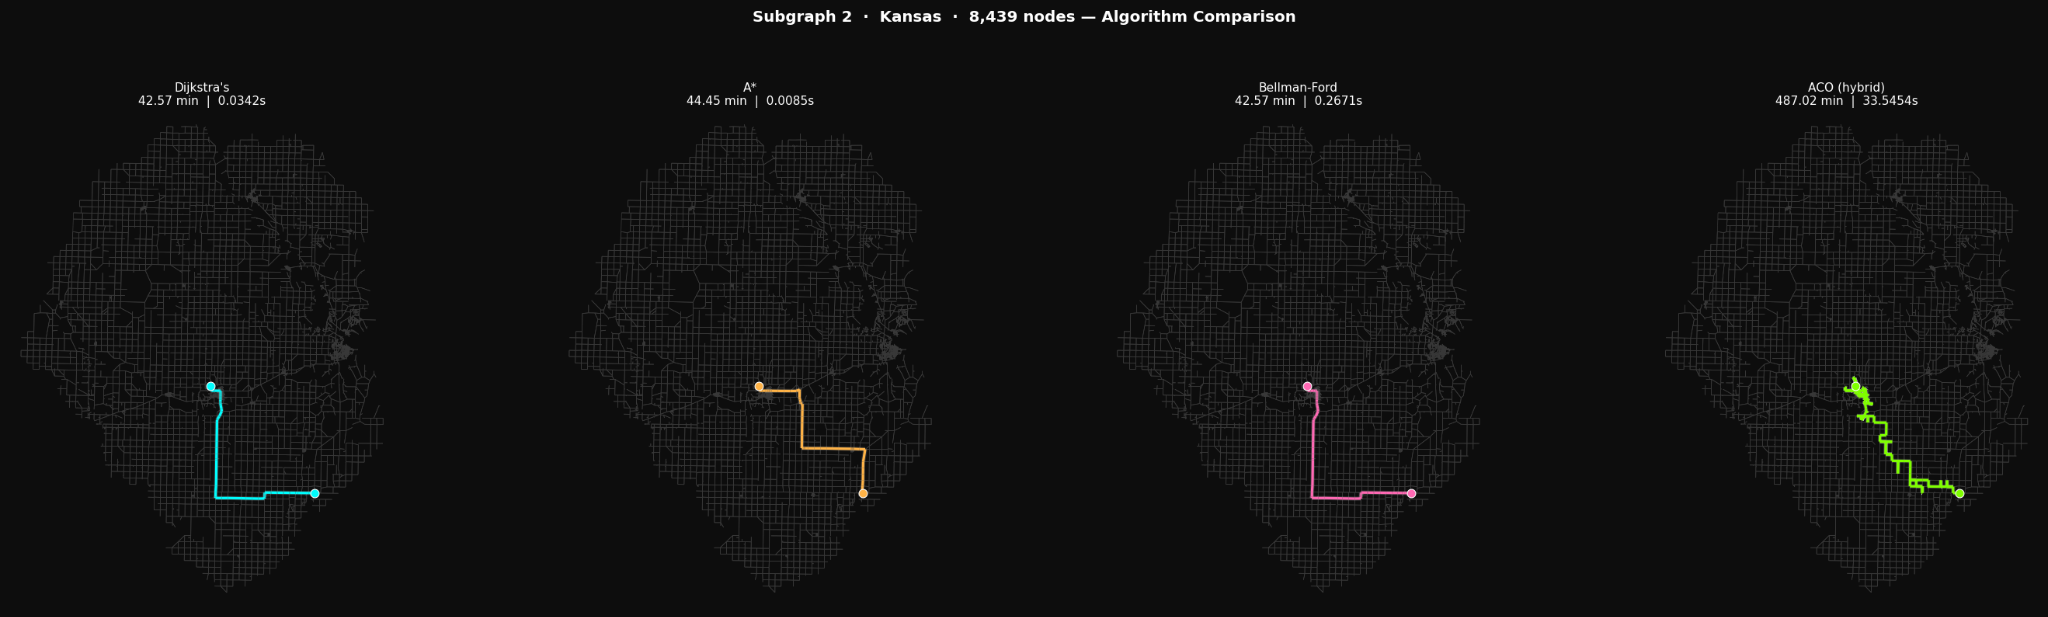 Subgraph 2  ·  Kansas  ·  8,439 nodes — Algorithm Comparison
Dijkstra's
42.57 min  |  0.0342s
A*
44.45 min  |  0.0085s
Bellman-Ford
42.57 min  |  0.2671s
ACO (hybrid)
487.02 min  |  33.5454s